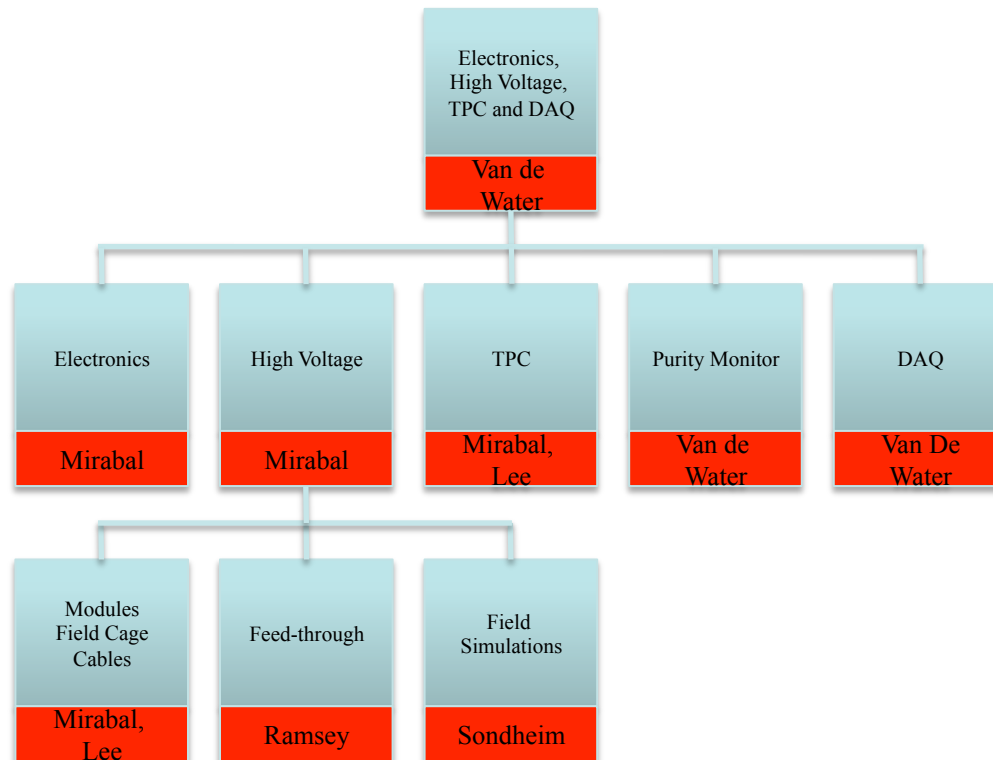 Electronics,
High Voltage,
TPC and DAQ
Van de
Water
Electronics
Mirabal
High Voltage
Mirabal
TPC
Mirabal,
Lee
Purity Monitor
Van de
Water
DAQ
Van De
Water
Modules
Field Cage
Cables
Mirabal,
Lee
Feed-through
Ramsey
Field
Simulations
Sondheim